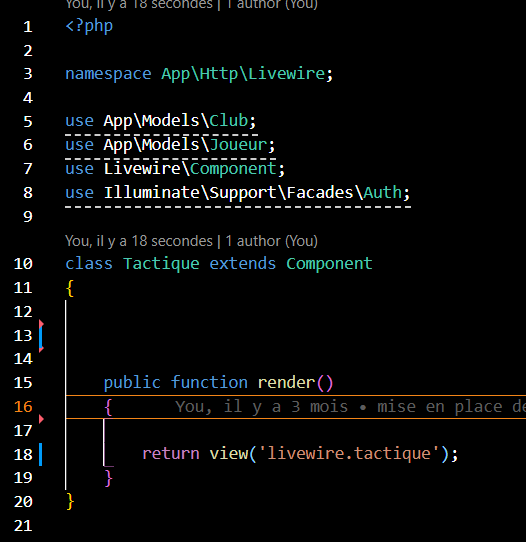 You, il y a 18 secondes | 1 author (You)
1 <?php
2
3 namespace App\Http\Livewire;
4
5 use App\Models\Club;
6 use App\Models\Joueur;
7 use Livewire\Component;
8 use Illuminate\Support\Facades\Auth;
9
You, il y a 18 secondes | 1 author (You)
10 class Tactique extends Component
11 {
12
13
14
15 public function render()
16 { You, il y a 3 mois • mise en place de
17
18 return view('livewire.tactique');
19 }
20 }
21